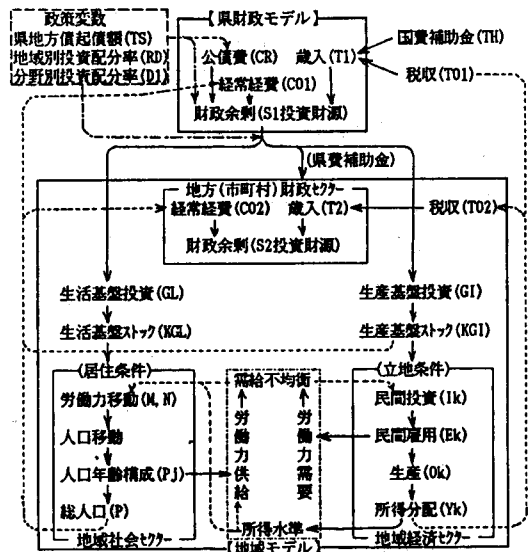 政策変数
県地方債起債額(TS)
地域別投資配分率(RD)
分野別投資配分率(DJ)
【県財政モデル】
公債費(CR) 歳入(T1)
経常経費(CO1)
財政余剰(S1投資財源)
国費補助金(TH)
税収(TO1)
(県費補助金)
地方(市町村)財政セクター
経常経費(CO2) 歳入(T2)
財政余剰(S2投資財源)
税収(TO2)
生活基盤投資(GL)
生活基盤ストック(KGL)
生産基盤投資(GI)
生産基盤ストック(KGI)
(居住条件)
労働力移動(M,N)
人口移動
人口年齢構成(Pj)
総人口(P)
地域社会セクター
需給不均衡
労働力供給
労働力需要
所得水準
【地域モデル】
(立地条件)
民間投資(Ik)
民間雇用(Ek)
生産(Ok)
所得分配(Yk)
地域経済セクター